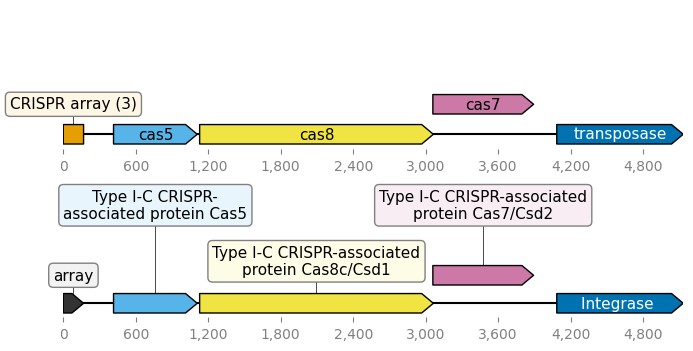 CRISPR array (3)
cas7
cas5
cas8
transposase
0 600 1,200 1,800 2,400 3,000 3,600 4,200 4,800
Type I-C CRISPR-
associated protein Cas5
Type I-C CRISPR-associated
protein Cas7/Csd2
Type I-C CRISPR-associated
protein Cas8c/Csd1
array
Integrase
0 600 1,200 1,800 2,400 3,000 3,600 4,200 4,800